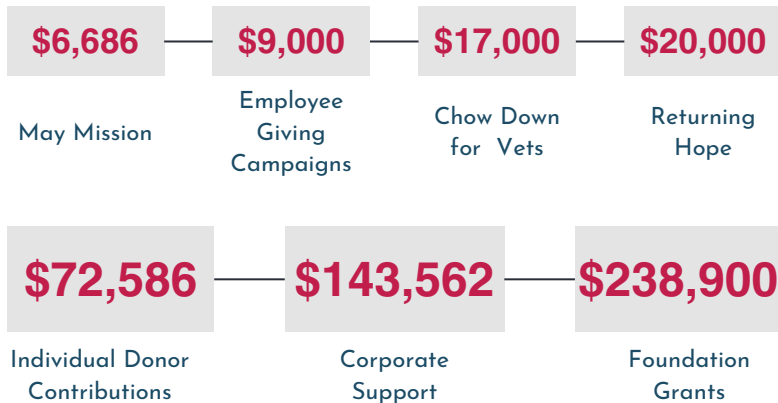 $6,686
$9,000
$17,000
$20,000
May Mission
Employee
Giving
Campaigns
Chow Down
for Vets
Returning
Hope
$72,586
$143,562
$238,900
Individual Donor
Contributions
Corporate
Support
Foundation
Grants